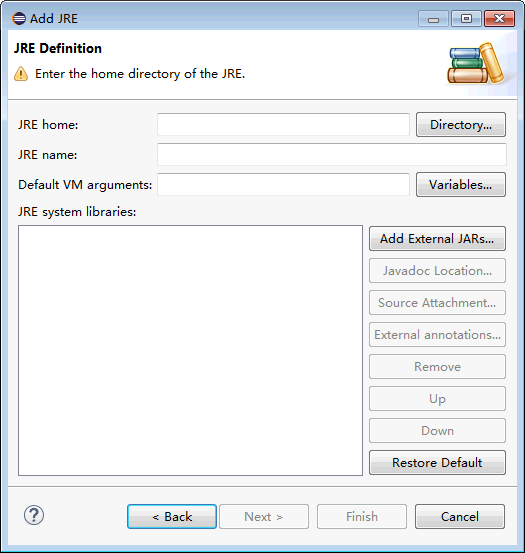 Add JRE
JRE Definition
Enter the home directory of the JRE.
JRE home:
Directory...
JRE name:
Default VM arguments:
Variables...
JRE system libraries:
Add External JARs...
Javadoc Location...
Source Attachment...
External annotations...
Remove
Up
Down
Restore Default
?
< Back
Next >
Finish
Cancel